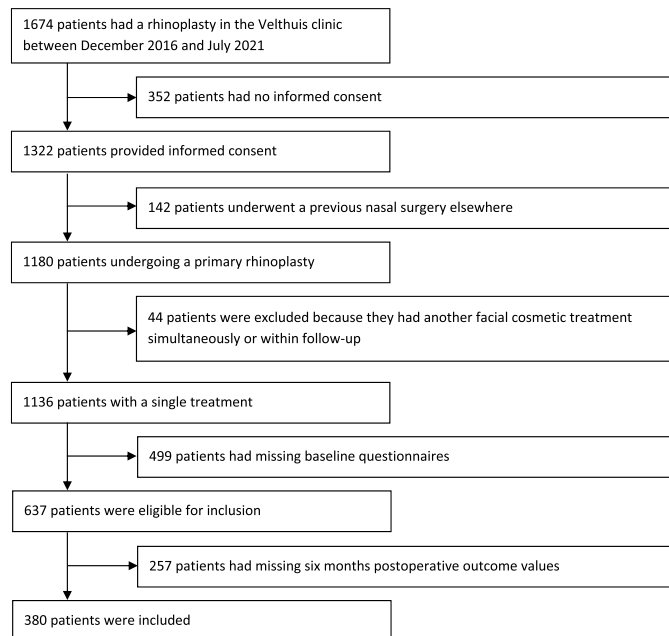 1674 patients had a rhinoplasty in the Velthuis clinic
between December 2016 and July 2021
352 patients had no informed consent
1322 patients provided informed consent
142 patients underwent a previous nasal surgery elsewhere
1180 patients undergoing a primary rhinoplasty
44 patients were excluded because they had another facial cosmetic treatment
simultaneously or within follow-up
1136 patients with a single treatment
499 patients had missing baseline questionnaires
637 patients were eligible for inclusion
257 patients had missing six months postoperative outcome values
380 patients were included